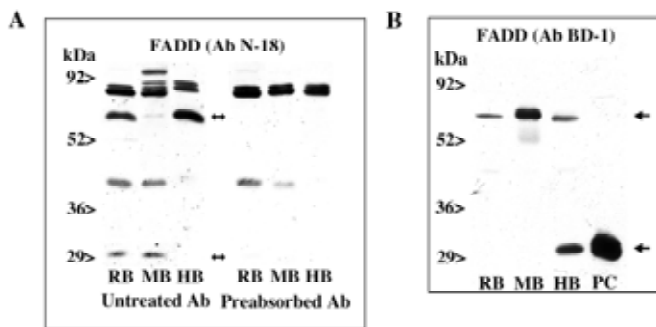 A
FADD (Ab N-18)
kDa
92>
52>
36>
29>
RB MB HB RB MB HB
Untreated Ab Preabsorbed Ab
B
FADD (Ab BD-1)
kDa
92>
52>
36>
29>
RB MB HB PC